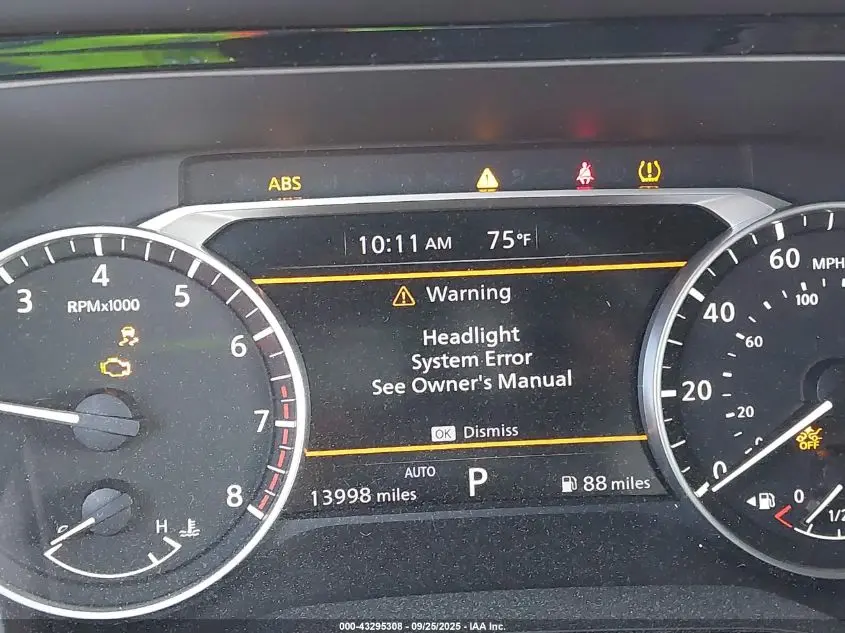 ABS
10:11 AM 75°F
Warning
Headlight
System Error
See Owner's Manual
OK Dismiss
AUTO
13998 miles P 88 miles
3 4 5 6 7 8
RPMx1000
H
0 20 40 60 MPH
20 60 100
OFF
0 1/2
000-43295308 - 09/25/2025 - IAA Inc.